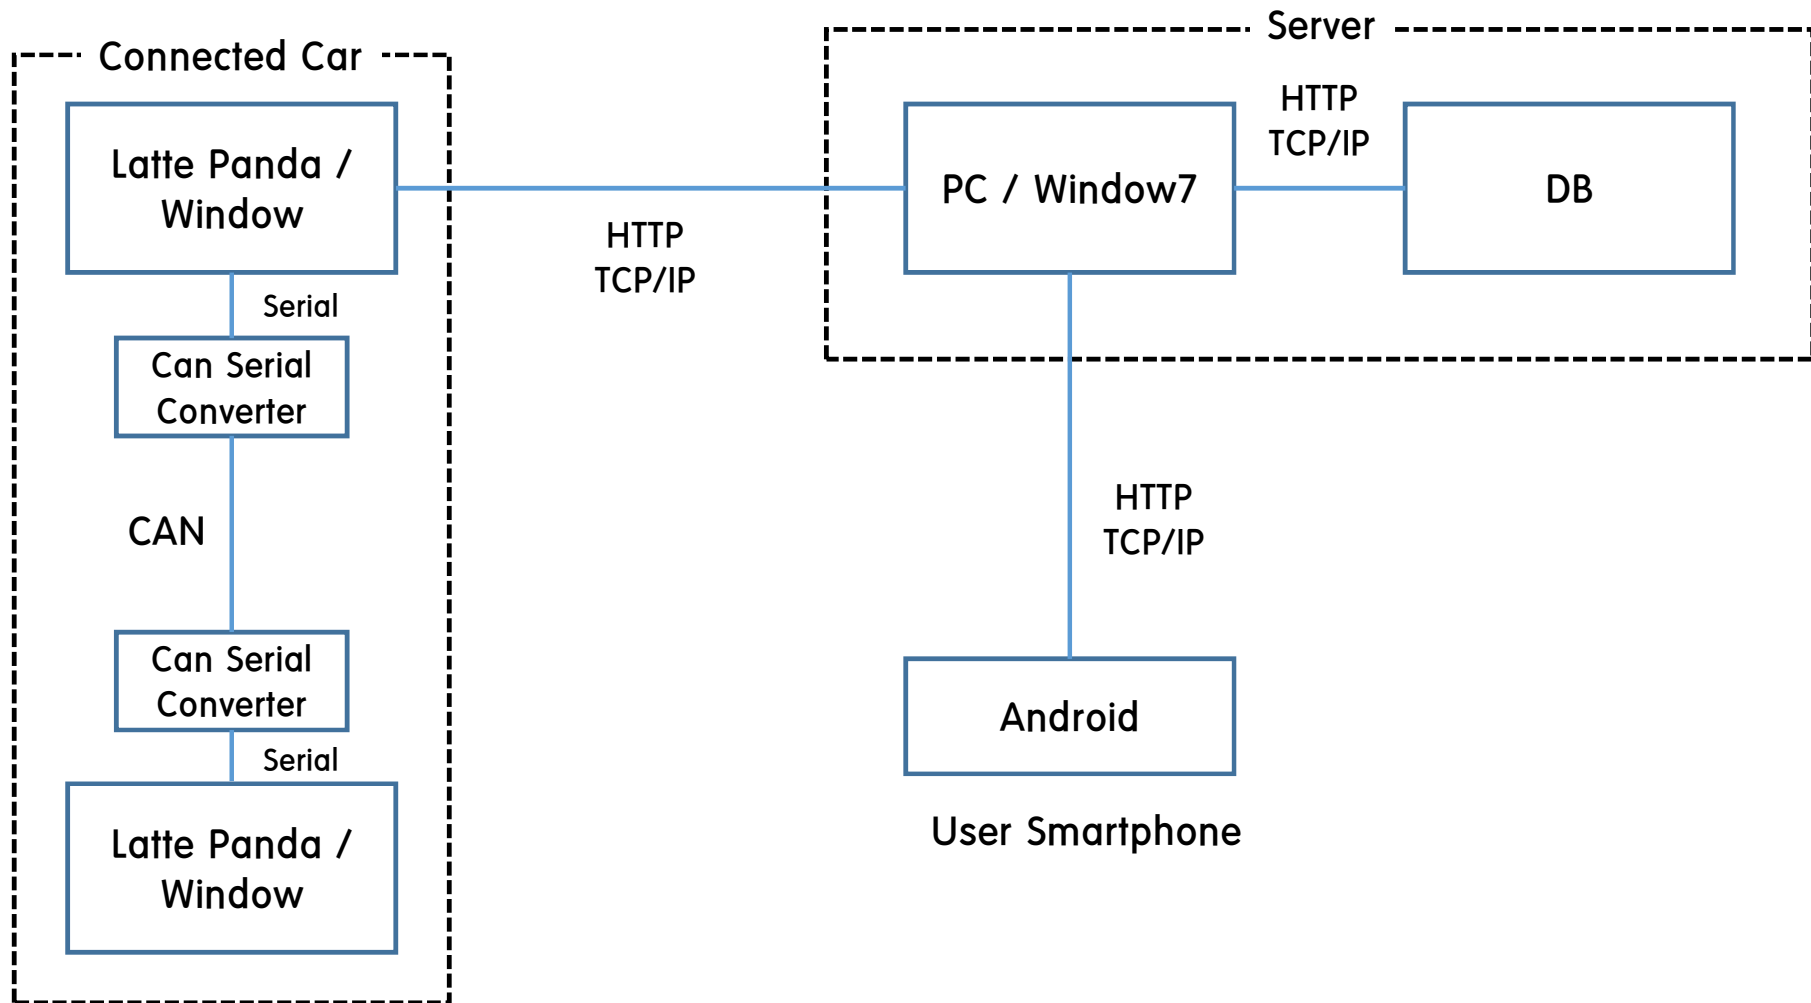 Connected Car
Latte Panda /
Window
Serial
Can Serial
Converter
CAN
Can Serial
Converter
Serial
Latte Panda /
Window
HTTP
TCP/IP
Server
PC / Window7
HTTP
TCP/IP
DB
HTTP
TCP/IP
Android
User Smartphone